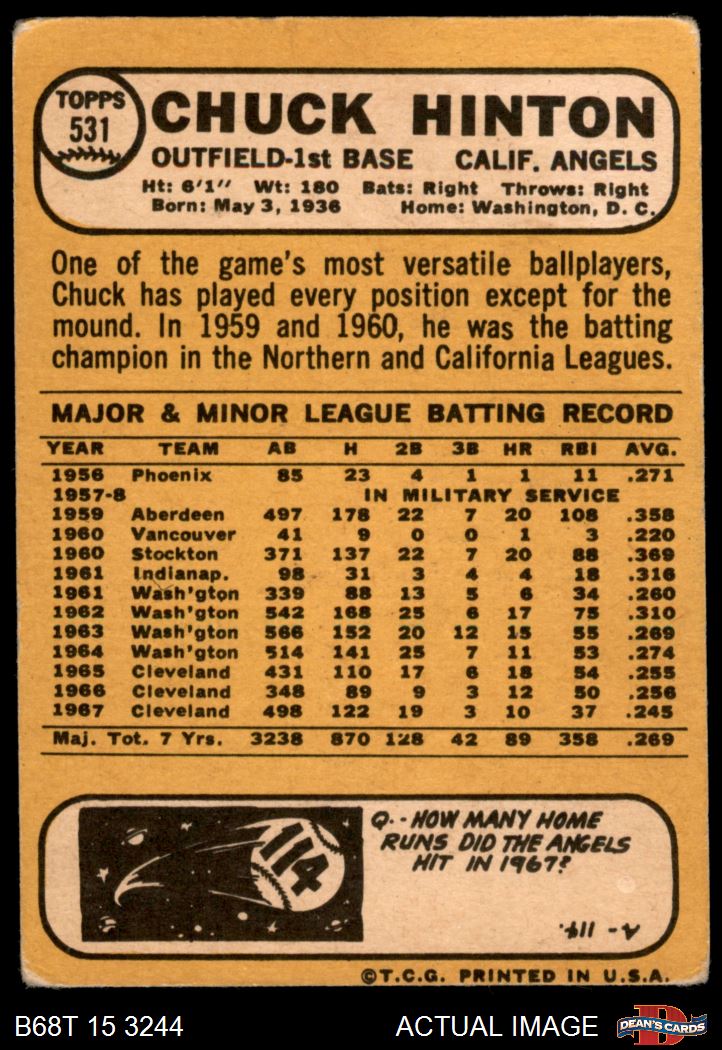 TOPPS
531
CHUCK HINTON
OUTFIELD-1st BASE CALIF. ANGELS
Ht: 6'1" Wt: 180 Bats: Right Throws: Right
Born: May 3, 1936 Home: Washington, D. C.
One of the game's most versatile ballplayers,
Chuck has played every position except for the
mound. In 1959 and 1960, he was the batting
champion in the Northern and California Leagues.
MAJOR & MINOR LEAGUE BATTING RECORD
YEAR TEAM AB H 2B 3B HR RBI AVG.
1956 Phoenix 85 23 4 1 1 11 .271
1957-8 IN MILITARY SERVICE
1959 Aberdeen 497 178 22 7 20 108 .358
1960 Vancouver 41 9 0 0 1 3 .220
1960 Stockton 371 137 22 7 20 88 .369
1961 Indianap. 98 31 3 4 4 18 .316
1961 Wash'gton 339 88 13 5 6 34 .260
1962 Wash'gton 542 168 25 6 17 75 .310
1963 Wash'gton 566 152 20 12 15 55 .269
1964 Wash'gton 514 141 25 7 11 53 .274
1965 Cleveland 431 110 17 6 18 54 .255
1966 Cleveland 348 89 9 3 12 50 .256
1967 Cleveland 498 122 19 3 10 37 .245
Maj. Tot. 7 Yrs. 3238 870 128 42 89 358 .269
114
Q.-HOW MANY HOME
RUNS DID THE ANGELS
HIT IN 1967?
A-114.
©T.C.G. PRINTED IN U.S.A.
B68T 15 3244 ACTUAL IMAGE
D
DEAN'S CARDS